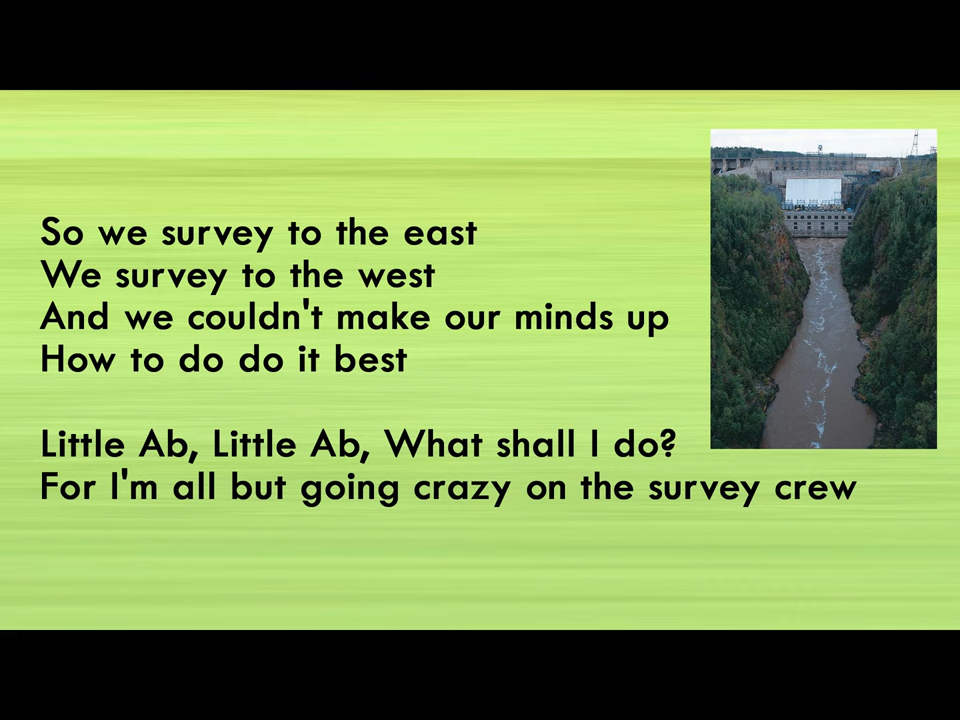 So we survey to the east
We survey to the west
And we couldn't make our minds up
How to do do it best
Little Ab, Little Ab, What shall I do?
For I'm all but going crazy on the survey crew